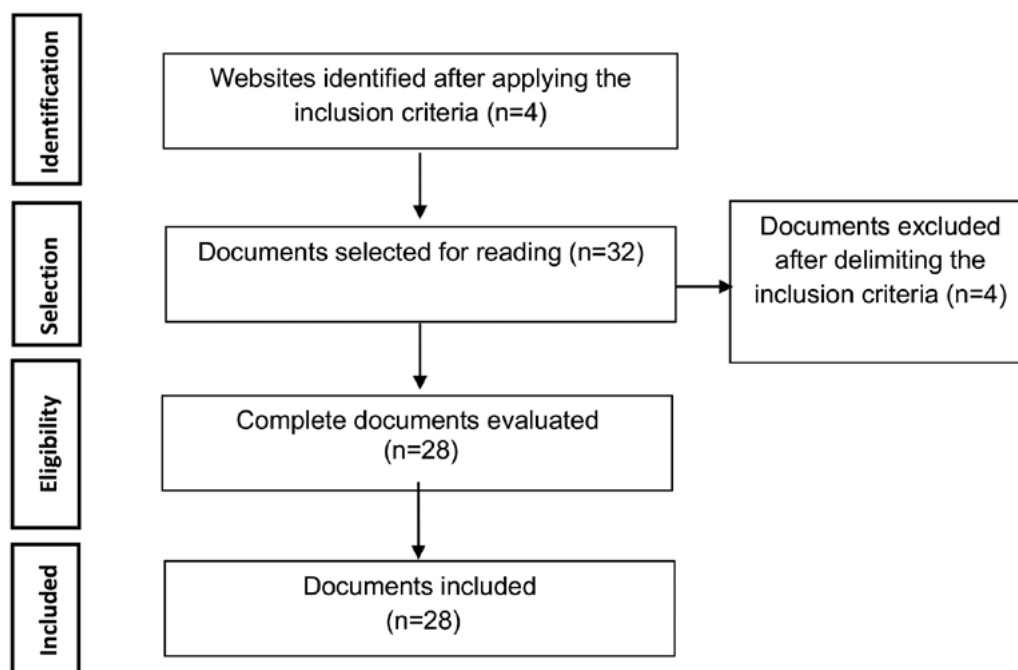 Identification
Websites identified after applying the
inclusion criteria (n=4)
Selection
Documents selected for reading (n=32)
Documents excluded
after delimiting the
inclusion criteria (n=4)
Eligibility
Complete documents evaluated
(n=28)
Included
Documents included
(n=28)